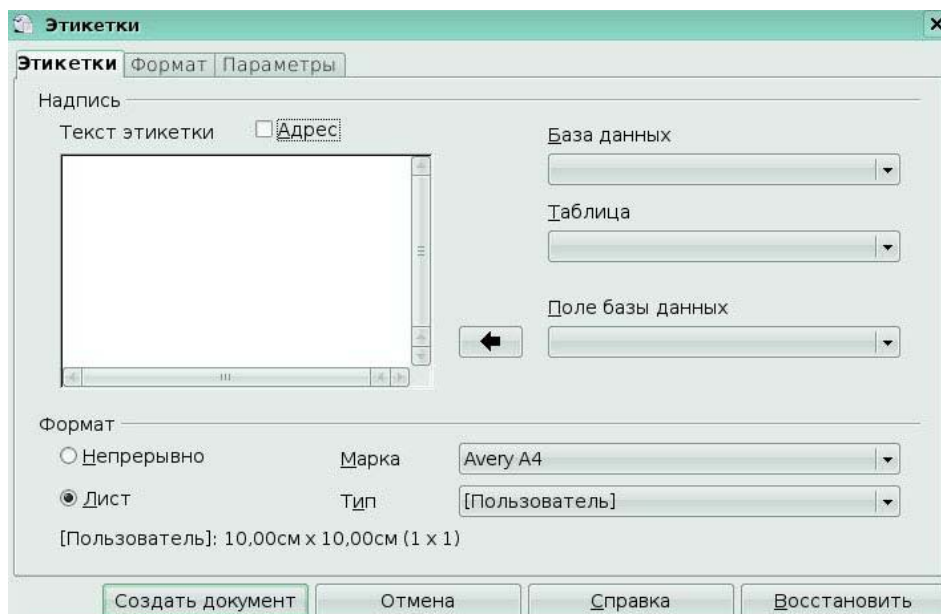 Этикетки
Этикетки Формат Параметры
Надпись
Текст этикетки Адрес
База данных
Таблица
Поле базы данных
Формат
Непрерывно Марка Avery A4
Лист Тип [Пользователь]
[Пользователь]: 10,00см x 10,00см (1 x 1)
Создать документ Отмена Справка Восстановить